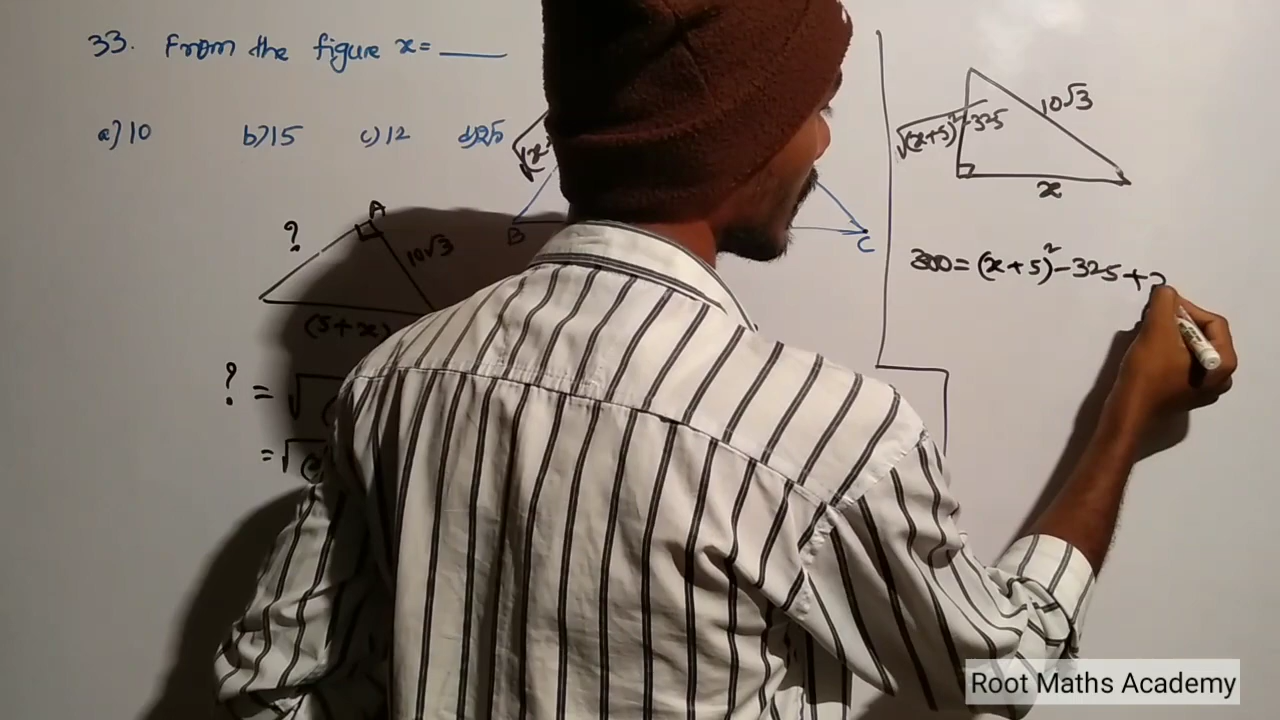 33. From the figure x = ____
a) 10 b) 15 c) 12 d) 25
A
?
10√3
B
C
(5+x)
? = √
= √
10√3
√(x+5)² - 325
x
300 = (x+5)² - 325 +
Root Maths Academy